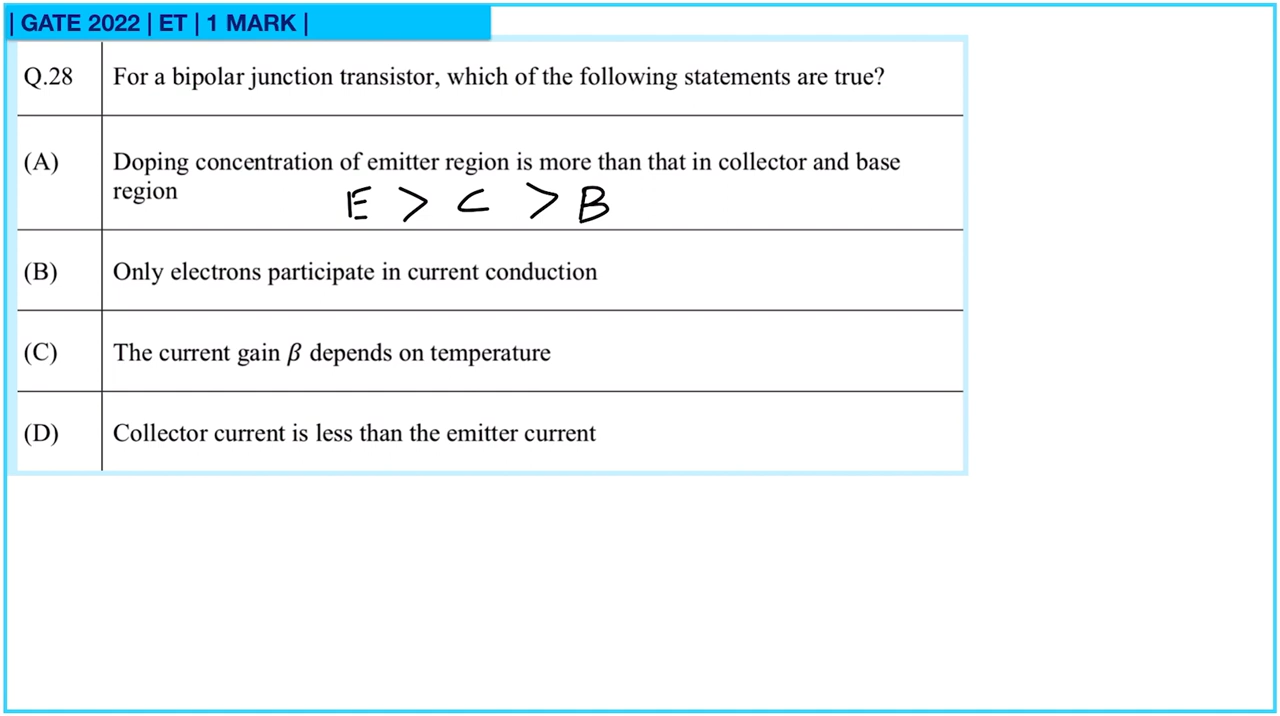 | GATE 2022 | ET | 1 MARK |
Q.28 For a bipolar junction transistor, which of the following statements are true?
(A) Doping concentration of emitter region is more than that in collector and base
region
E > C > B
(B) Only electrons participate in current conduction
(C) The current gain β depends on temperature
(D) Collector current is less than the emitter current